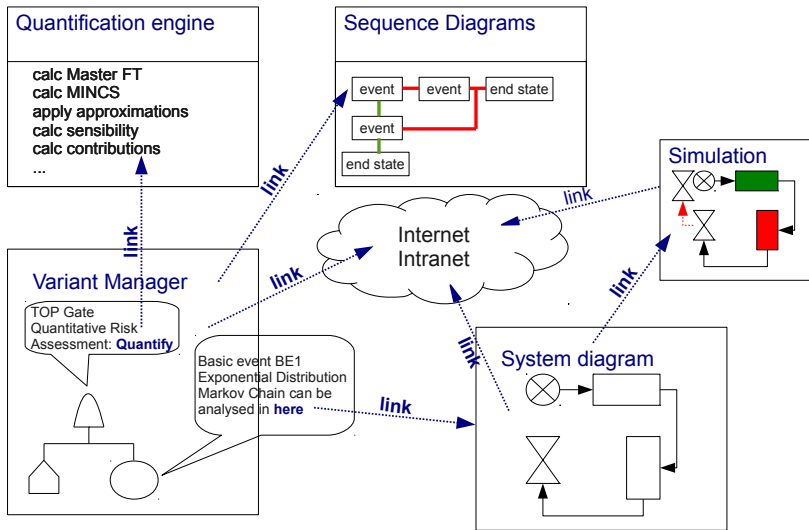 Quantification engine
calc Master FT
calc MINCS
apply approximations
calc sensibility
calc contributions
...
Sequence Diagrams
event
event
end state
event
end state
link
link
Simulation
link
Internet
Intranet
link
link
link
Variant Manager
TOP Gate
Quantitative Risk
Assessment: Quantify
Basic event BE1
Exponential Distribution
Markov Chain can be
analysed in here
link
System diagram